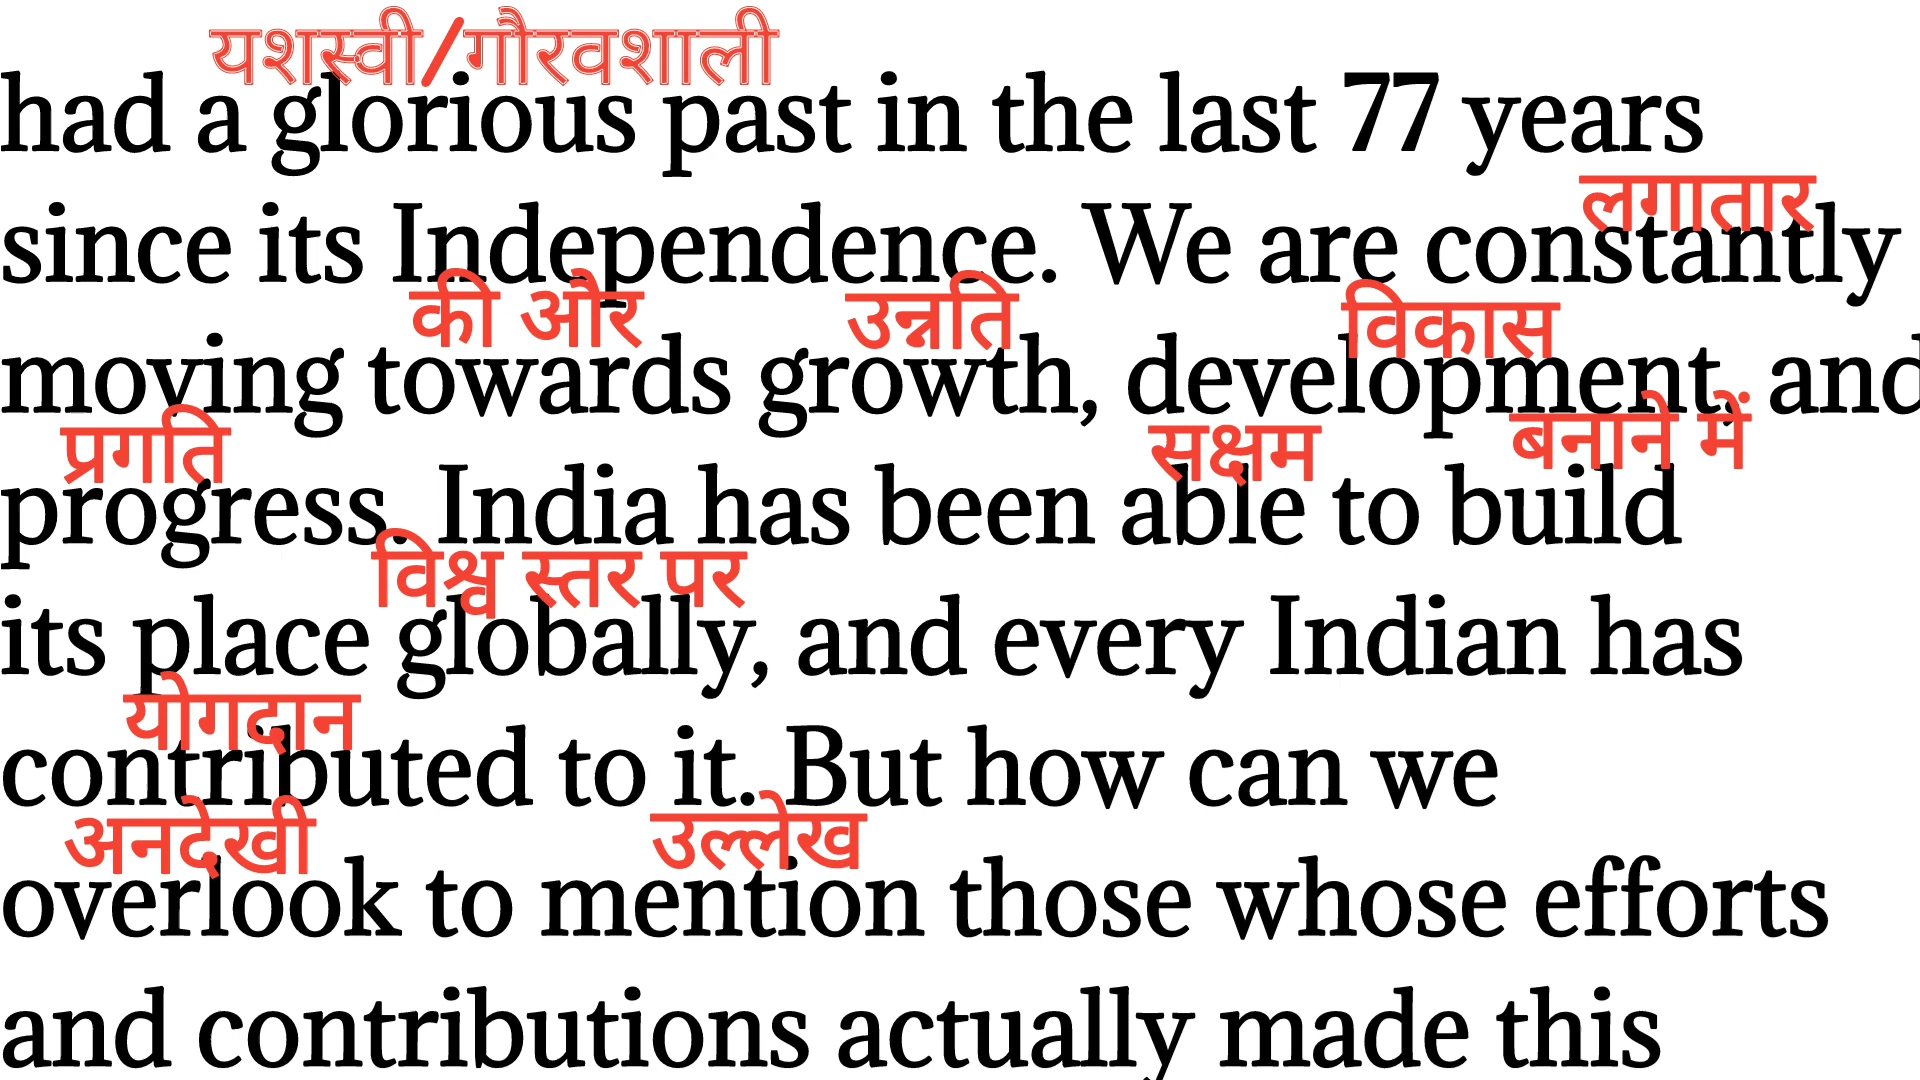 यशस्वी/गौरवशाली
had a glorious past in the last 77 years
लगातार
since its Independence. We are constantly
की और उन्नति विकास
moving towards growth, development, and
प्रगति सक्षम बनाने में
progress. India has been able to build
विश्व स्तर पर
its place globally, and every Indian has
योगदान
contributed to it. But how can we
अनदेखी उल्लेख
overlook to mention those whose efforts
and contributions actually made this